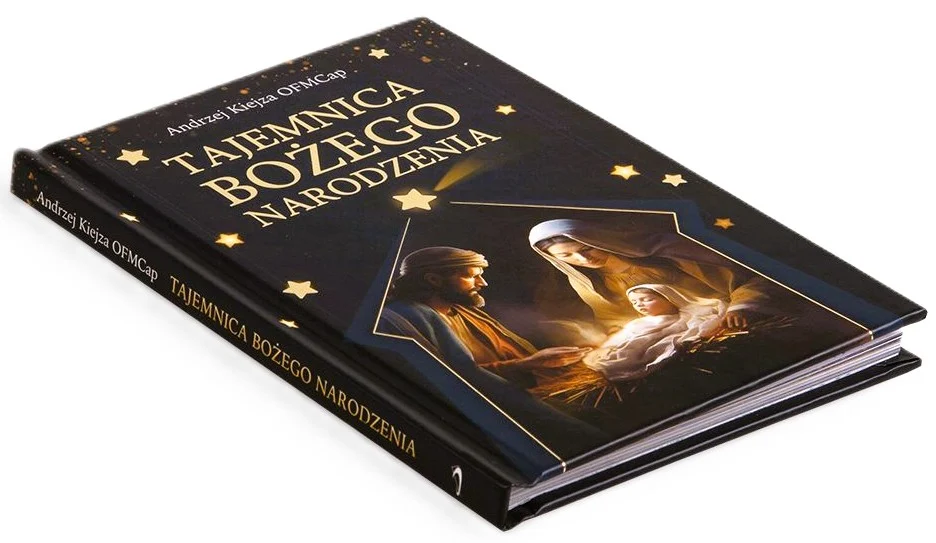 Andrzej Kiejza OFMCap
TAJEMNICA
BOŻEGO
NARODZENIA
Andrzej Kiejza OFMCap TAJEMNICA BOŻEGO NARODZENIA